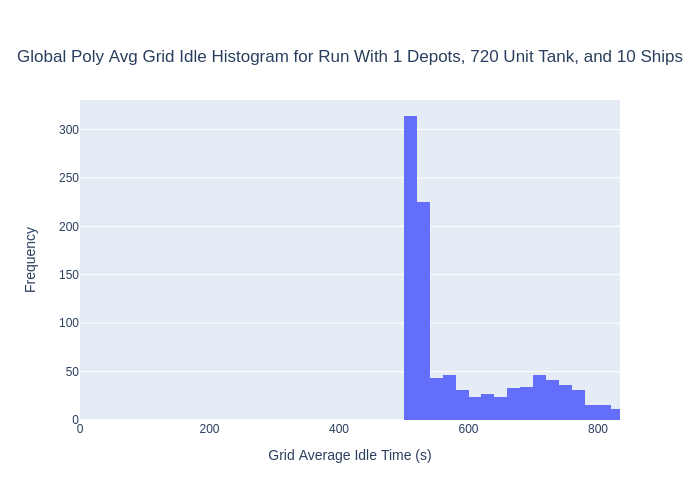 Global Poly Avg Grid Idle Histogram for Run With 1 Depots, 720 Unit Tank, and 10 Ships
300
250
200
150
100
50
0
Frequency
0 200 400 600 800
Grid Average Idle Time (s)